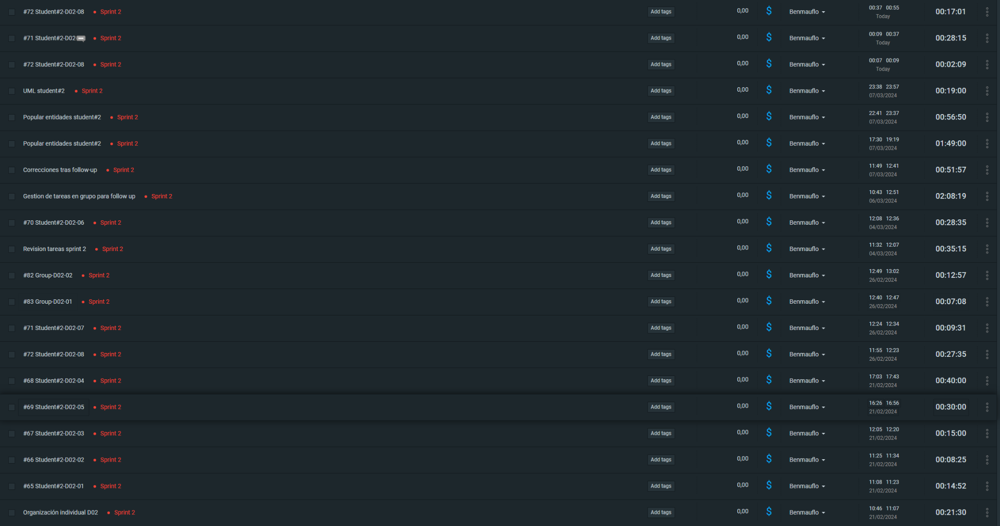 #72 Student#2-D02-08 • Sprint 2 Add tags 0,00 $ Benmauflo 00:37 00:55 00:17:01
Today
#71 Student#2-D02 • Sprint 2 Add tags 0,00 $ Benmauflo 00:09 00:37 00:28:15
Today
#72 Student#2-D02-08 • Sprint 2 Add tags 0,00 $ Benmauflo 00:07 00:09 00:02:09
Today
UML student#2 • Sprint 2 Add tags 0,00 $ Benmauflo 23:38 23:57 00:19:00
07/03/2024
Popular entidades student#2 • Sprint 2 Add tags 0,00 $ Benmauflo 22:41 23:37 00:56:50
07/03/2024
Popular entidades student#2 • Sprint 2 Add tags 0,00 $ Benmauflo 17:30 19:19 01:49:00
07/03/2024
Correcciones tras follow-up • Sprint 2 Add tags 0,00 $ Benmauflo 11:49 12:41 00:51:57
07/03/2024
Gestion de tareas en grupo para follow up • Sprint 2 Add tags 0,00 $ Benmauflo 10:43 12:51 02:08:19
06/03/2024
#70 Student#2-D02-06 • Sprint 2 Add tags 0,00 $ Benmauflo 12:08 12:36 00:28:35
04/03/2024
Revision tareas sprint 2 • Sprint 2 Add tags 0,00 $ Benmauflo 11:32 12:07 00:35:15
04/03/2024
#82 Group-D02-02 • Sprint 2 Add tags 0,00 $ Benmauflo 12:49 13:02 00:12:57
26/02/2024
#83 Group-D02-01 • Sprint 2 Add tags 0,00 $ Benmauflo 12:40 12:47 00:07:08
26/02/2024
#71 Student#2-D02-07 • Sprint 2 Add tags 0,00 $ Benmauflo 12:24 12:34 00:09:31
26/02/2024
#72 Student#2-D02-08 • Sprint 2 Add tags 0,00 $ Benmauflo 11:55 12:23 00:27:35
26/02/2024
#68 Student#2-D02-04 • Sprint 2 Add tags 0,00 $ Benmauflo 17:03 17:43 00:40:00
21/02/2024
#69 Student#2-D02-05 • Sprint 2 Add tags 0,00 $ Benmauflo 16:26 16:56 00:30:00
21/02/2024
#67 Student#2-D02-03 • Sprint 2 Add tags 0,00 $ Benmauflo 12:05 12:20 00:15:00
21/02/2024
#66 Student#2-D02-02 • Sprint 2 Add tags 0,00 $ Benmauflo 11:25 11:34 00:08:25
21/02/2024
#65 Student#2-D02-01 • Sprint 2 Add tags 0,00 $ Benmauflo 11:08 11:23 00:14:52
21/02/2024
Organización individual D02 • Sprint 2 Add tags 0,00 $ Benmauflo 10:46 11:07 00:21:30
21/02/2024